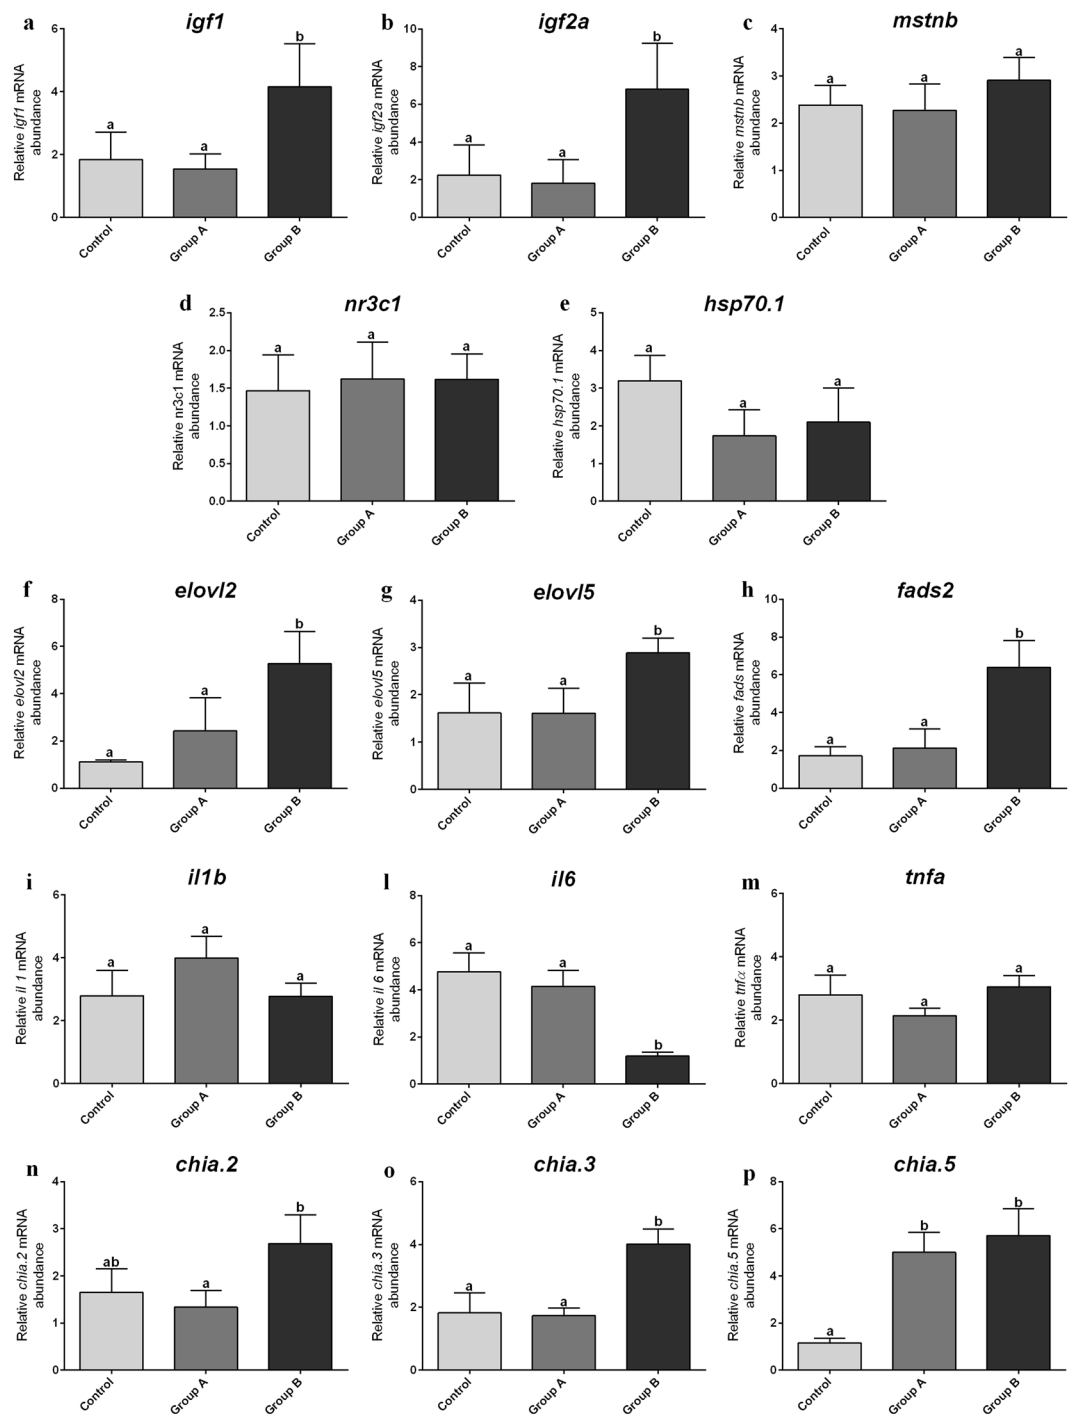 a igf1
Relative igf1 mRNA
abundance
6
4
2
0
a
a
b
Control
Group A
Group B
b igf2a
Relative igf2a mRNA
abundance
10
8
6
4
2
0
a
a
b
Control
Group A
Group B
c mstnb
Relative mstnb mRNA
abundance
4
3
2
1
0
a
a
a
Control
Group A
Group B
d nr3c1
Relative nr3c1 mRNA
abundance
2.5
2.0
1.5
1.0
0.5
0.0
a
a
a
Control
Group A
Group B
e hsp70.1
Relative hsp70.1 mRNA
abundance
5
4
3
2
1
0
a
a
a
Control
Group A
Group B
f elovl2
Relative elovl2 mRNA
abundance
8
6
4
2
0
a
a
b
Control
Group A
Group B
g elovl5
Relative elovl5 mRNA
abundance
4
3
2
1
0
a
a
b
Control
Group A
Group B
h fads2
Relative fads mRNA
abundance
10
8
6
4
2
0
a
a
b
Control
Group A
Group B
i il1b
Relative il 1 mRNA
abundance
6
4
2
0
a
a
a
Control
Group A
Group B
l il6
Relative il 6 mRNA
abundance
8
6
4
2
0
a
a
b
Control
Group A
Group B
m tnfa
Relative tnfα mRNA
abundance
6
4
2
0
a
a
a
Control
Group A
Group B
n chia.2
Relative chia.2 mRNA
abundance
4
3
2
1
0
ab
a
b
Control
Group A
Group B
o chia.3
Relative chia.3 mRNA
abundance
6
4
2
0
a
a
b
Control
Group A
Group B
p chia.5
Relative chia.5 mRNA
abundance
8
6
4
2
0
a
b
b
Control
Group A
Group B